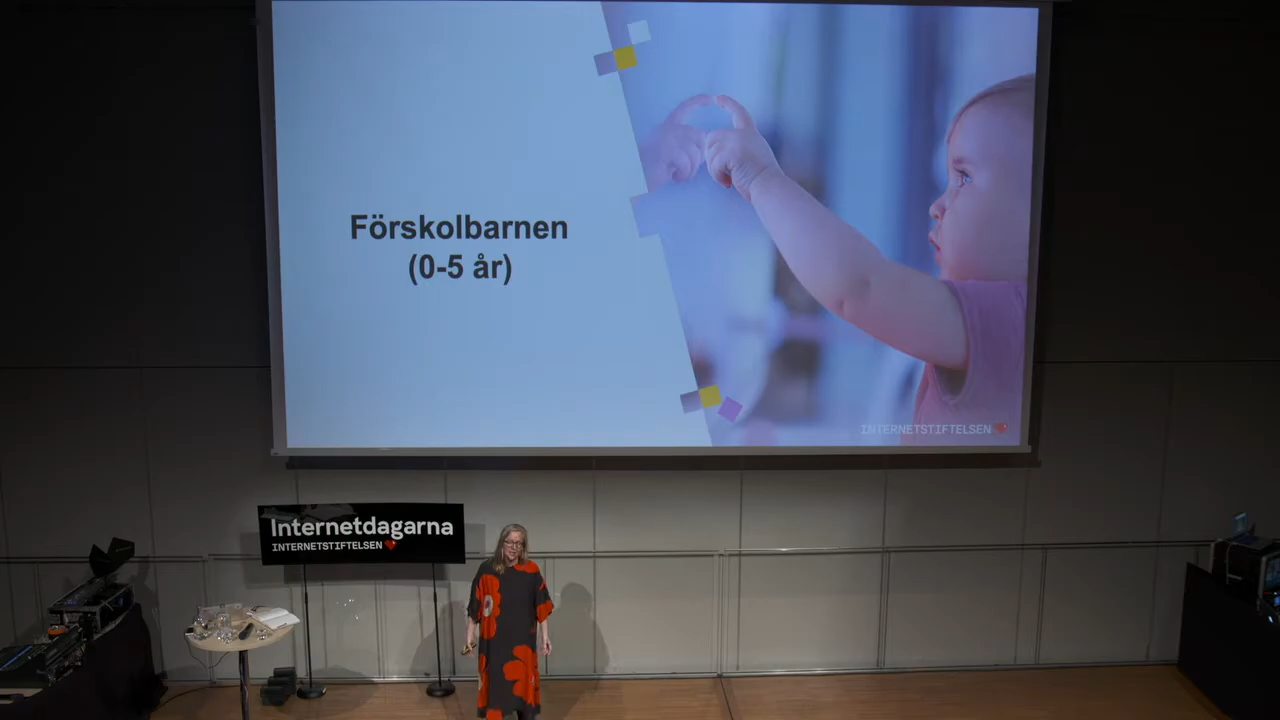 Förskolbarnen
(0-5 år)
INTERNETSTIFTELSEN
Internetdagarna
INTERNETSTIFTELSEN